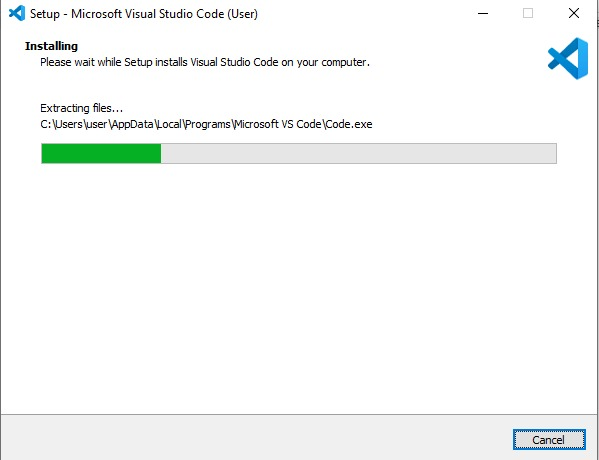 Setup - Microsoft Visual Studio Code (User)
Installing
Please wait while Setup installs Visual Studio Code on your computer.
Extracting files...
C:\Users\user\AppData\Local\Programs\Microsoft VS Code\Code.exe
Cancel